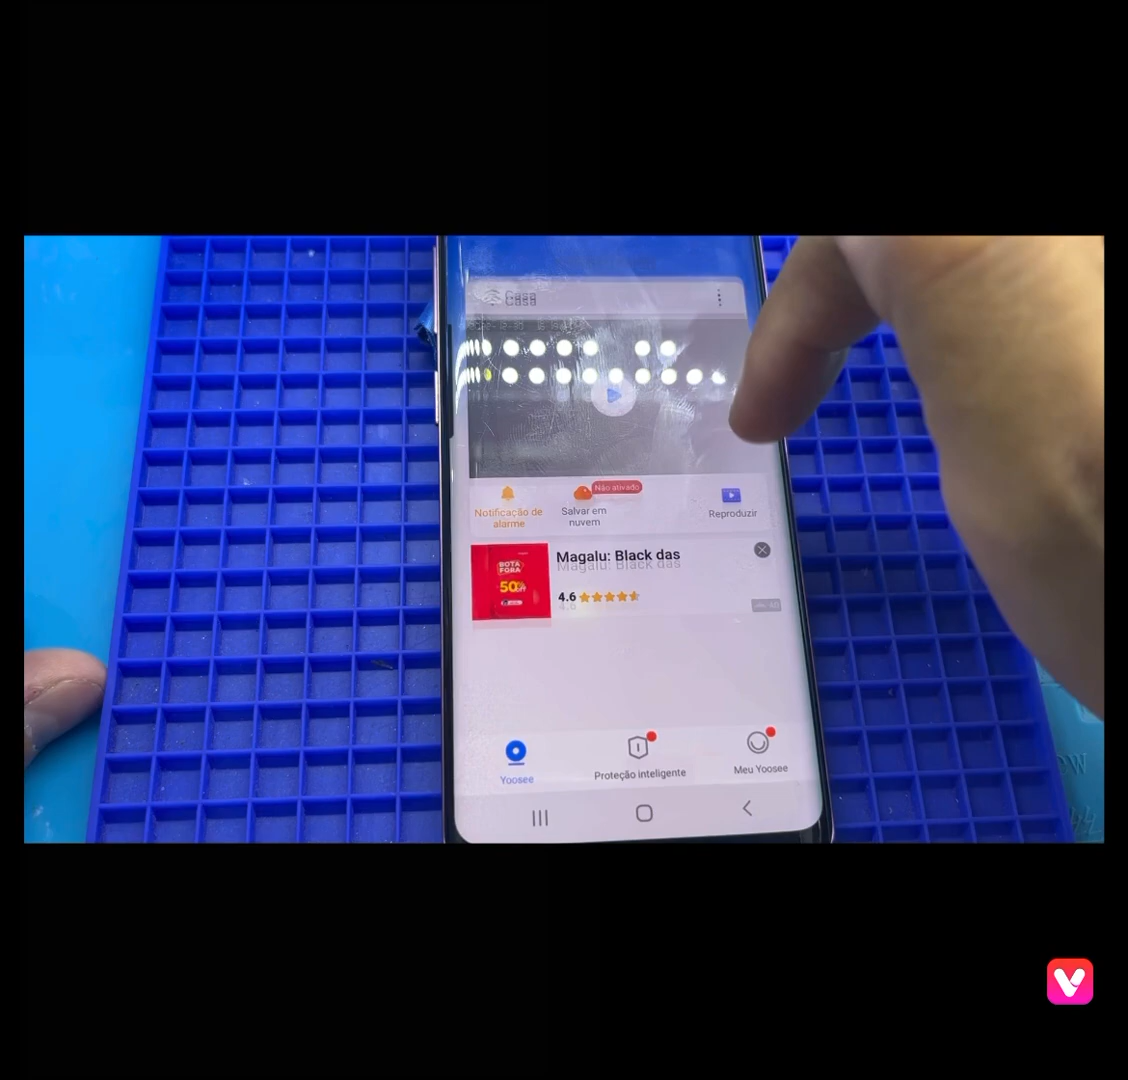 Casa
Notificação de
alarme
Não ativado
Salvar em
nuvem
Reproduzir
Magalu: Black das
BOTA
FORA
50%
OFF
4.6
Yoosee
Proteção inteligente
Meu Yoosee